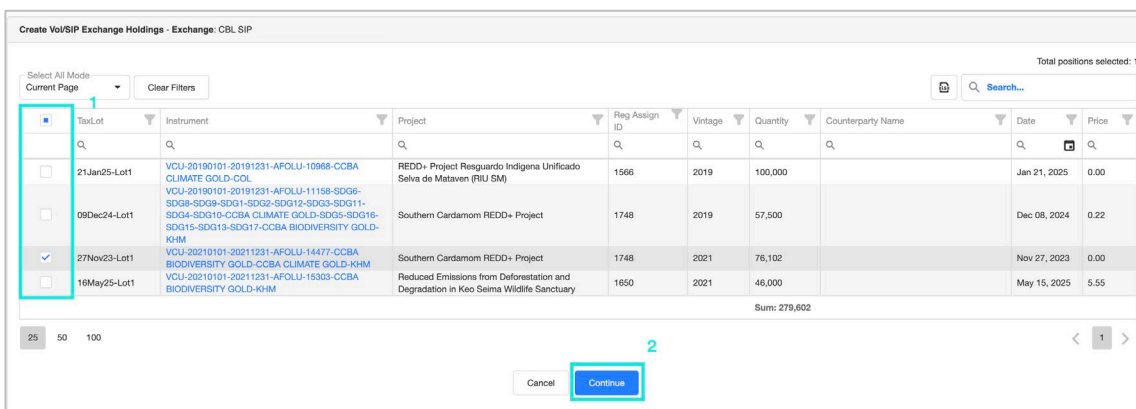 Create Vol/SIP Exchange Holdings - Exchange: CBL SIP
Total positions selected: 1
Select All Mode
Current Page
Clear Filters
Search...
1
TaxLot
Instrument
Project
Reg Assign
ID
Vintage
Quantity
Counterparty Name
Date
Price
21Jan25-Lot1
VCU-20190101-20191231-AFOLU-10968-CCBA
CLIMATE GOLD-COL
REDD+ Project Resguardo Indigena Unificado
Selva de Mataven (RIU SM)
1566
2019
100,000
Jan 21, 2025
0.00
09Dec24-Lot1
VCU-20190101-20191231-AFOLU-11158-SDG6-
SDG8-SDG9-SDG1-SDG2-SDG12-SDG3-SDG11-
SDG4-SDG10-CCBA CLIMATE GOLD-SDG5-SDG16-
SDG15-SDG13-SDG17-CCBA BIODIVERSITY GOLD-
KHM
Southern Cardamom REDD+ Project
1748
2019
57,500
Dec 08, 2024
0.22
27Nov23-Lot1
VCU-20210101-20211231-AFOLU-14477-CCBA
BIODIVERSITY GOLD-CCBA CLIMATE GOLD-KHM
Southern Cardamom REDD+ Project
1748
2021
76,102
Nov 27, 2023
0.00
16May25-Lot1
VCU-20210101-20211231-AFOLU-15303-CCBA
BIODIVERSITY GOLD-KHM
Reduced Emissions from Deforestation and
Degradation in Keo Seima Wildlife Sanctuary
1650
2021
46,000
May 15, 2025
5.55
Sum: 279,602
25 50 100
1
2
Cancel
Continue